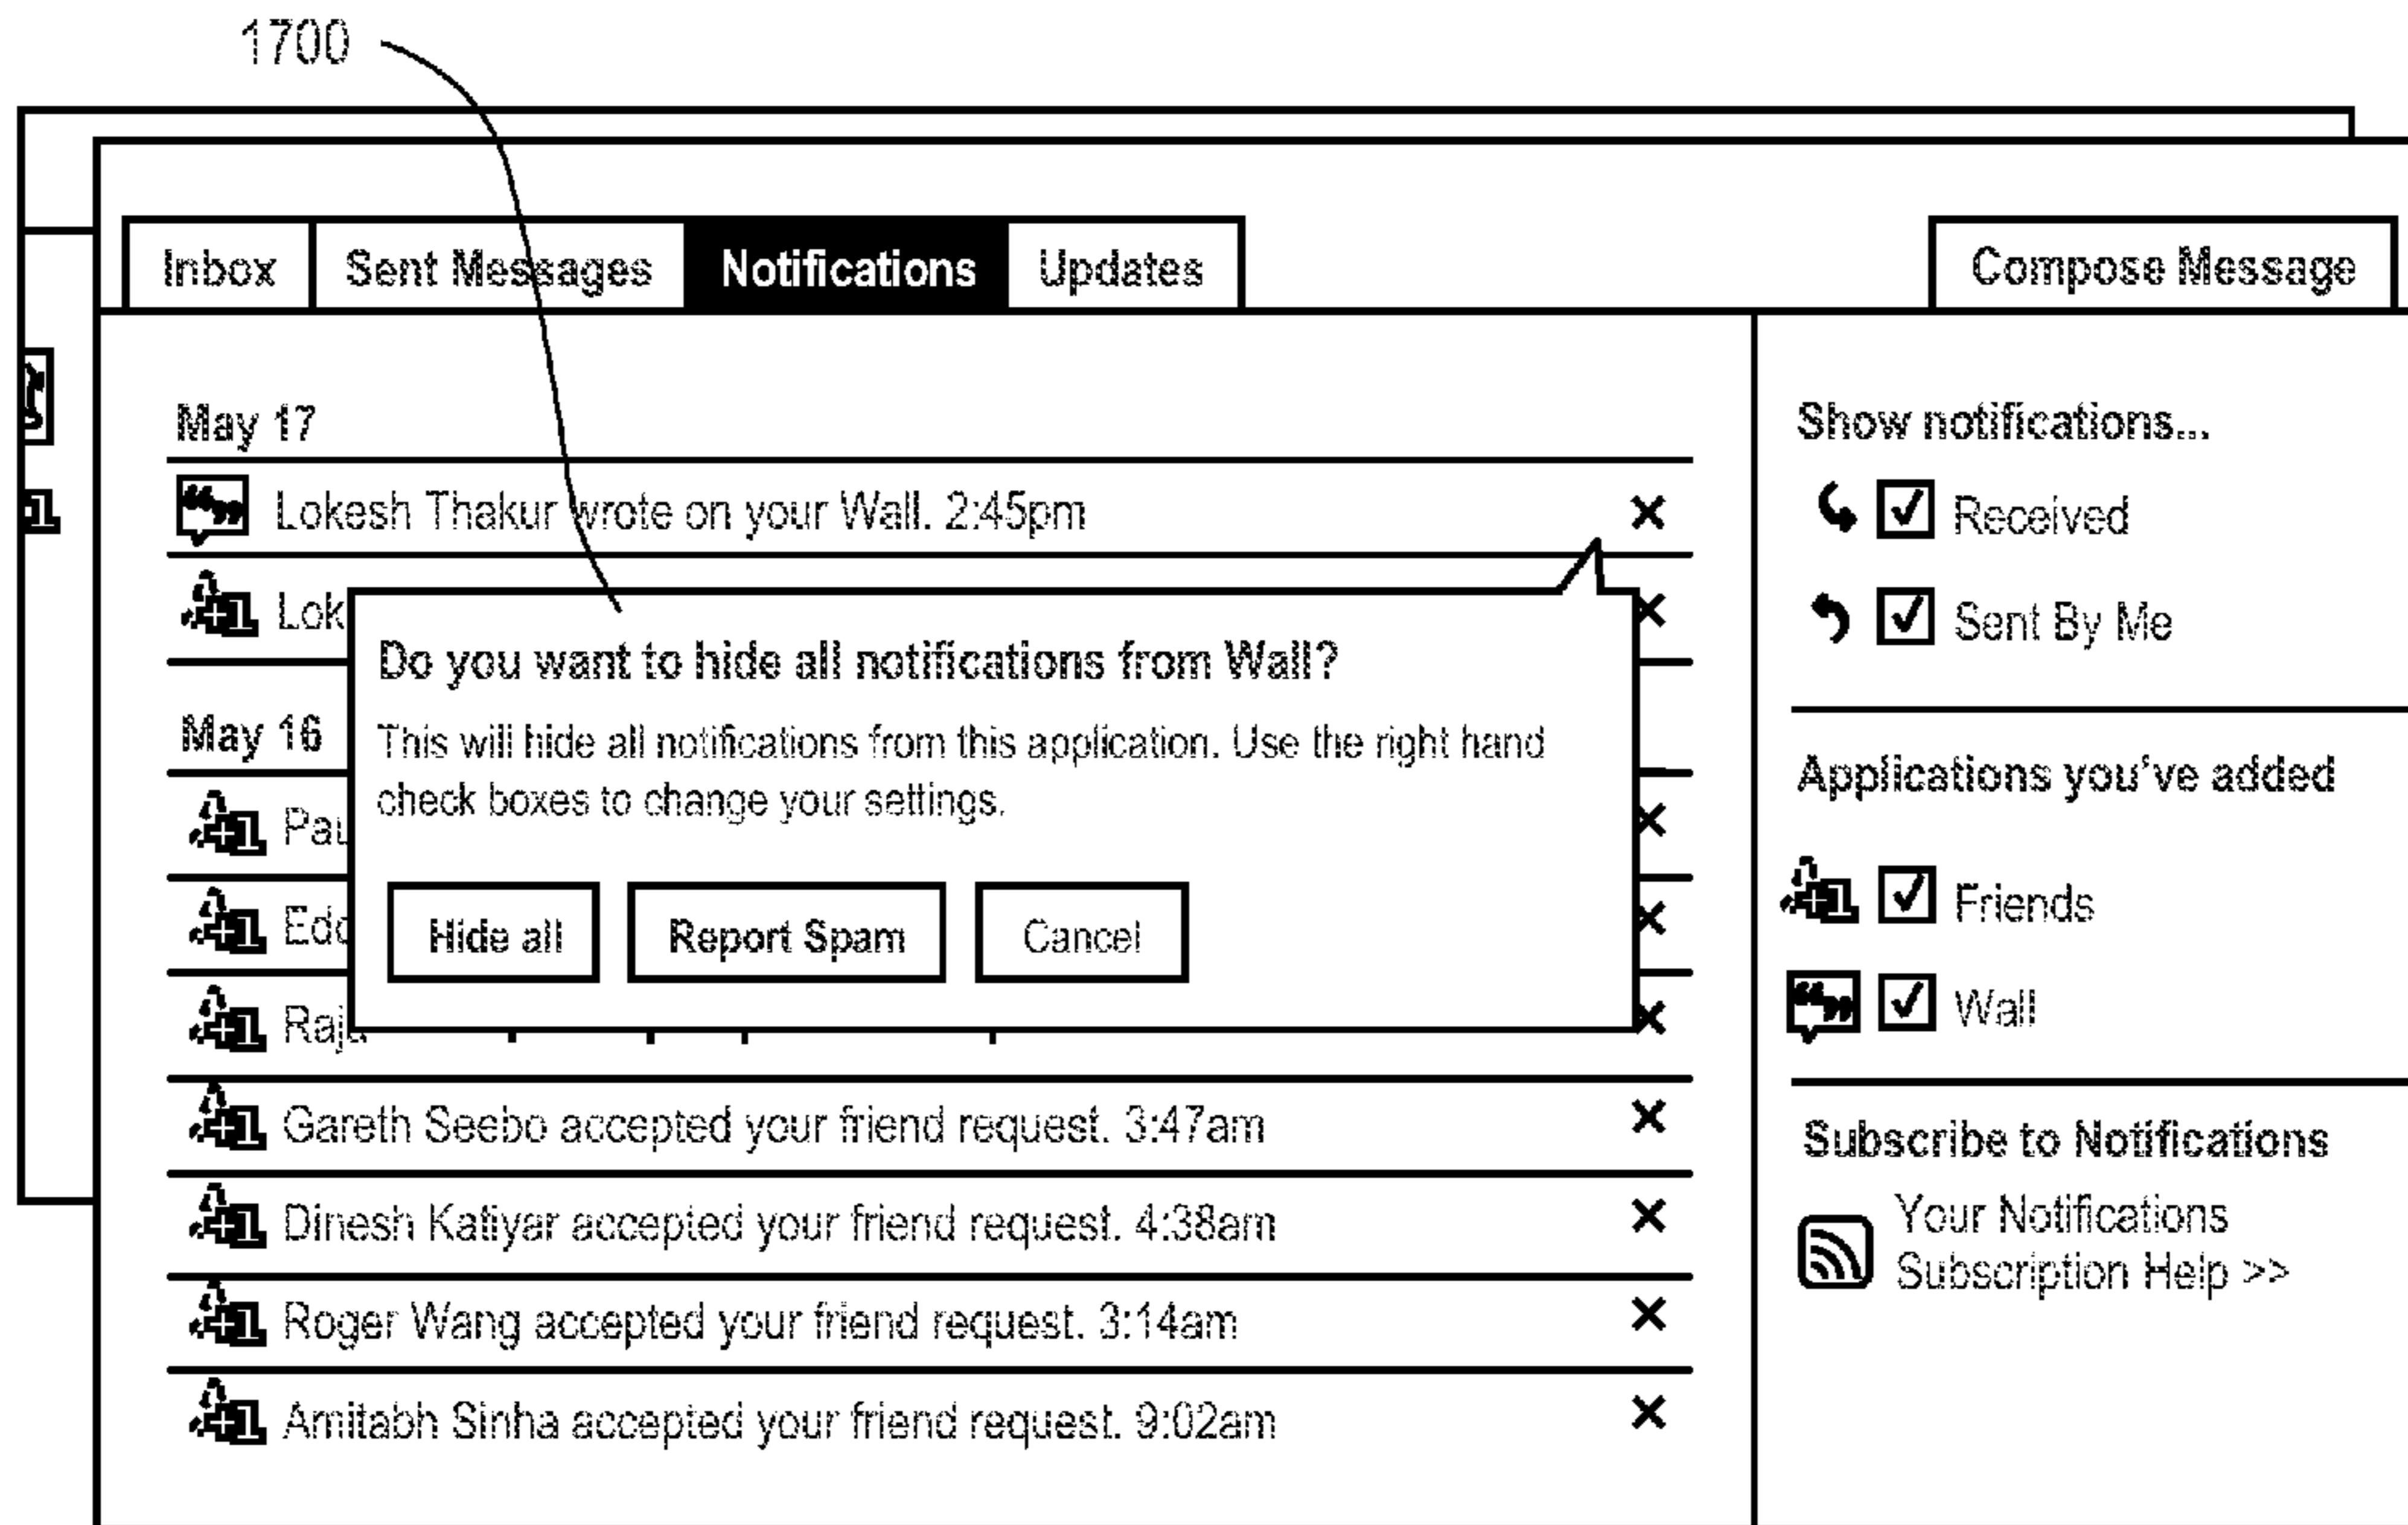 1700
Inbox Sent Messages Notifications Updates Compose Message
May 17
Lokesh Thakur wrote on your Wall. 2:45pm
Do you want to hide all notifications from Wall?
This will hide all notifications from this application. Use the right hand
check boxes to change your settings.
Hide all Report Spam Cancel
May 16
+1 Gareth Seebo accepted your friend request. 3:47am
+1 Dinesh Katiyar accepted your friend request. 4:38am
+1 Roger Wang accepted your friend request. 3:14am
+1 Amitabh Sinha accepted your friend request. 9:02am
Show notifications...
Received
Sent By Me
Applications you've added
+1 Friends
Wall
Subscribe to Notifications
Your Notifications
Subscription Help >>